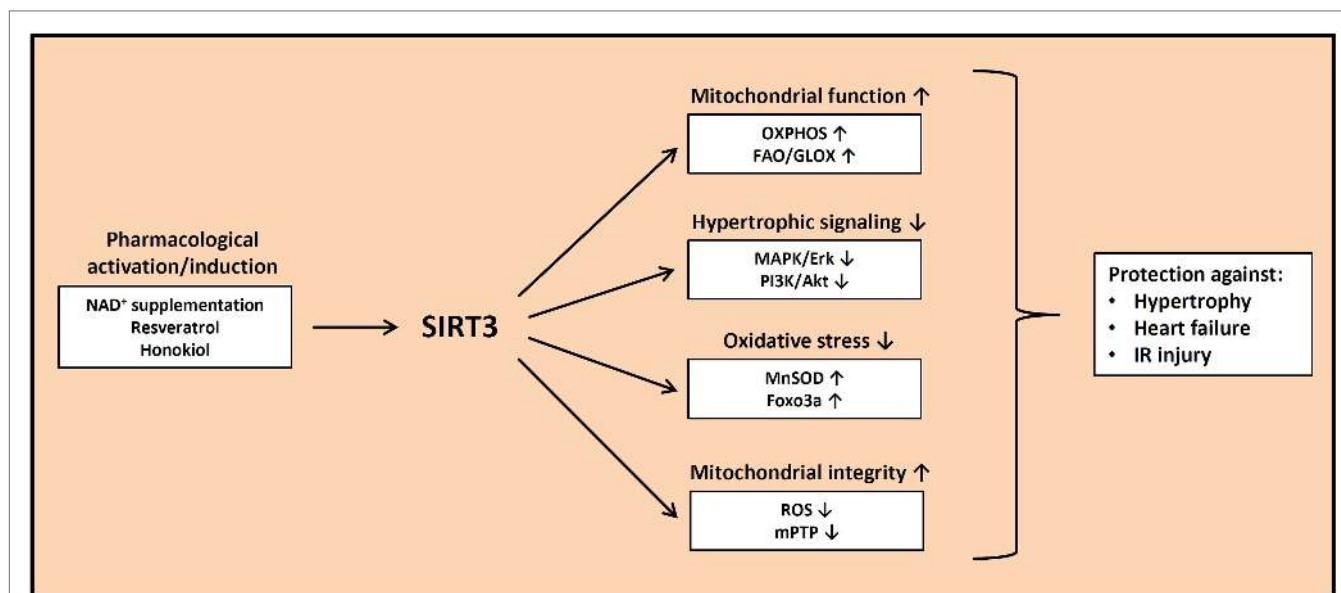 Pharmacological
activation/induction
NAD⁺ supplementation
Resveratrol
Honokiol
SIRT3
Mitochondrial function ↑
OXPHOS ↑
FAO/GLOX ↑
Hypertrophic signaling ↓
MAPK/Erk ↓
PI3K/Akt ↓
Oxidative stress ↓
MnSOD ↑
Foxo3a ↑
Mitochondrial integrity ↑
ROS ↓
mPTP ↓
Protection against:
• Hypertrophy
• Heart failure
• IR injury